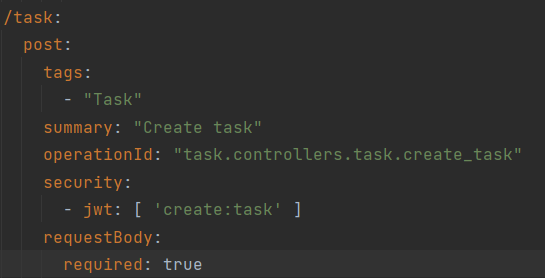 /task:
  post:
    tags:
      - "Task"
    summary: "Create task"
    operationId: "task.controllers.task.create_task"
    security:
      - jwt: [ 'create:task' ]
    requestBody:
      required: true